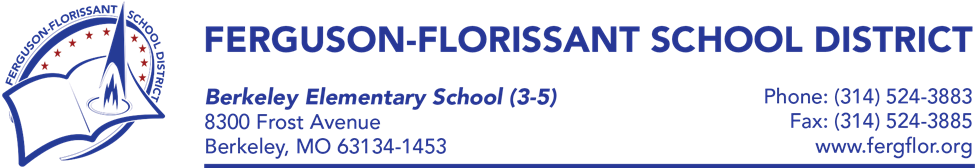 FERGUSON-FLORISSANT SCHOOL DISTRICT
FERGUSON-FLORISSANT SCHOOL DISTRICT
Berkeley Elementary School (3-5)
8300 Frost Avenue
Berkeley, MO 63134-1453
Phone: (314) 524-3883
Fax: (314) 524-3885
www.fergflor.org